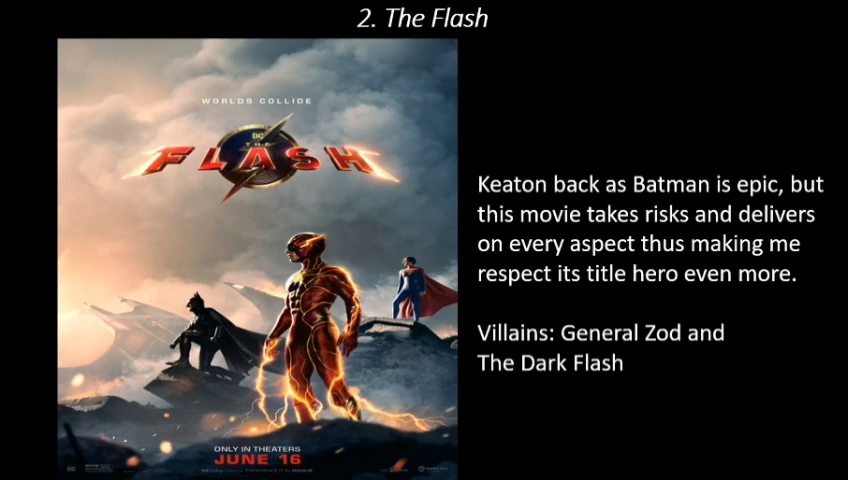 2. The Flash
WORLDS COLLIDE
THE
FLASH
Keaton back as Batman is epic, but
this movie takes risks and delivers
on every aspect thus making me
respect its title hero even more.
Villains: General Zod and
The Dark Flash
ONLY IN THEATERS
JUNE 16